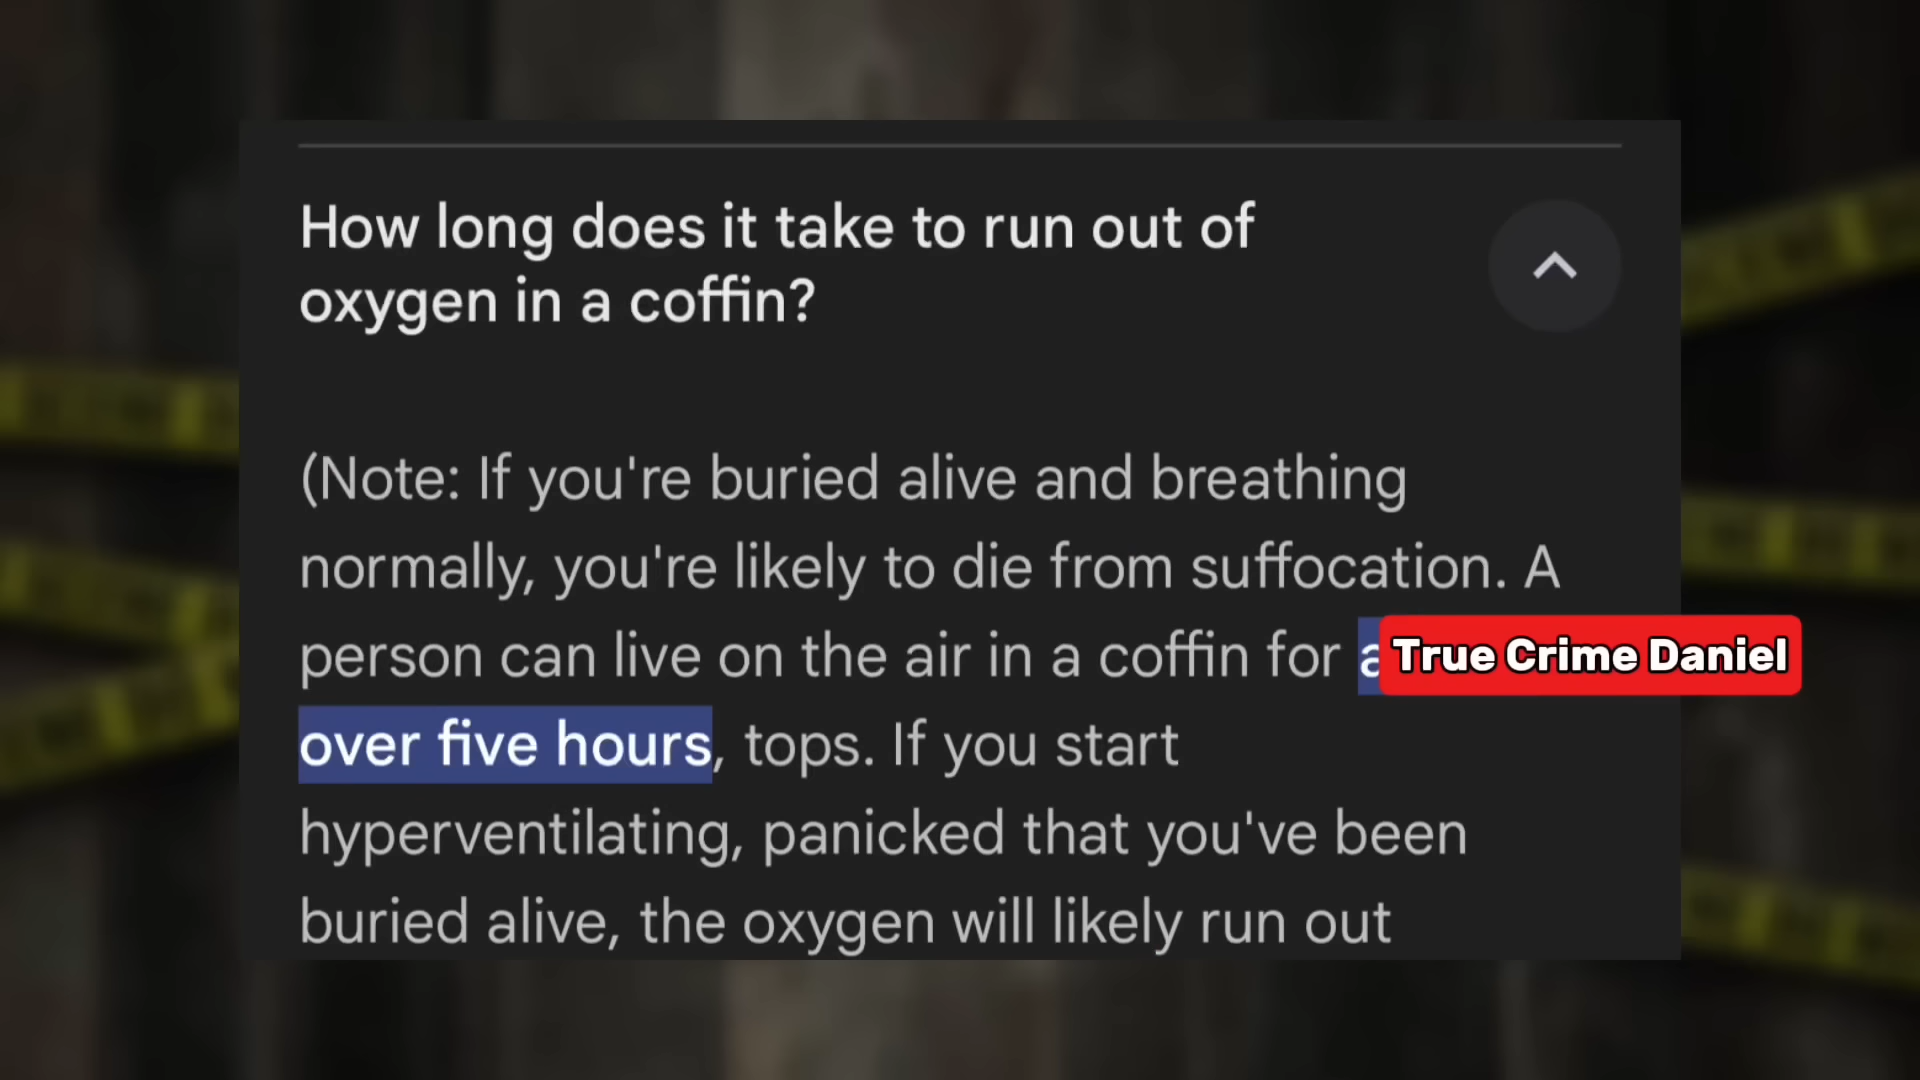 How long does it take to run out of
oxygen in a coffin?
(Note: If you're buried alive and breathing
normally, you're likely to die from suffocation. A
person can live on the air in a coffin for
True Crime Daniel
over five hours, tops. If you start
hyperventilating, panicked that you've been
buried alive, the oxygen will likely run out